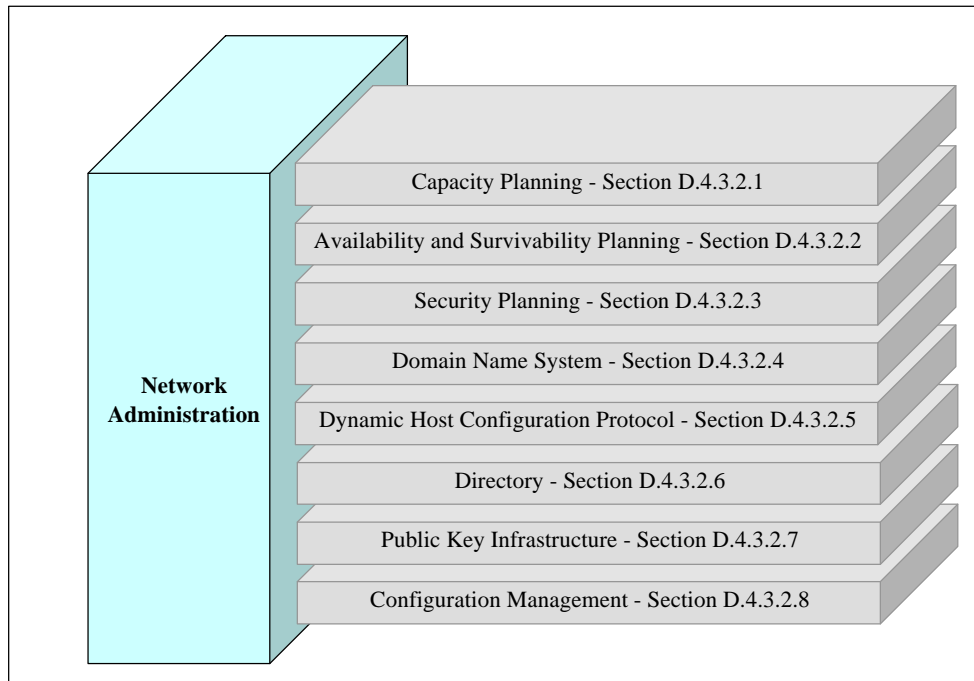 Capacity Planning - Section D.4.3.2.1
Availability and Survivability Planning - Section D.4.3.2.2
Security Planning - Section D.4.3.2.3
Domain Name System - Section D.4.3.2.4
Network
Administration
Dynamic Host Configuration Protocol - Section D.4.3.2.5
Directory - Section D.4.3.2.6
Public Key Infrastructure - Section D.4.3.2.7
Configuration Management - Section D.4.3.2.8